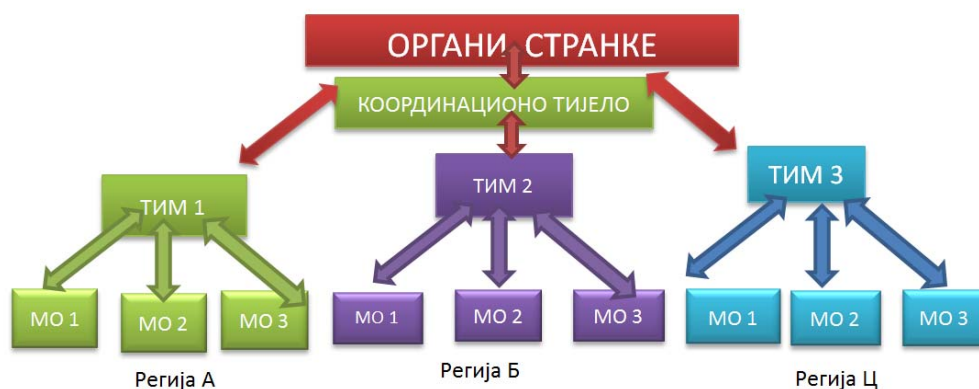 ОРГАНИ СТРАНКЕ
КООРДИНАЦИОНО ТИЈЕЛО
ТИМ 1
ТИМ 2
ТИМ 3
МО 1
МО 2
МО 3
МО 1
МО 2
МО 3
МО 1
МО 2
МО 3
Регија А
Регија Б
Регија Ц